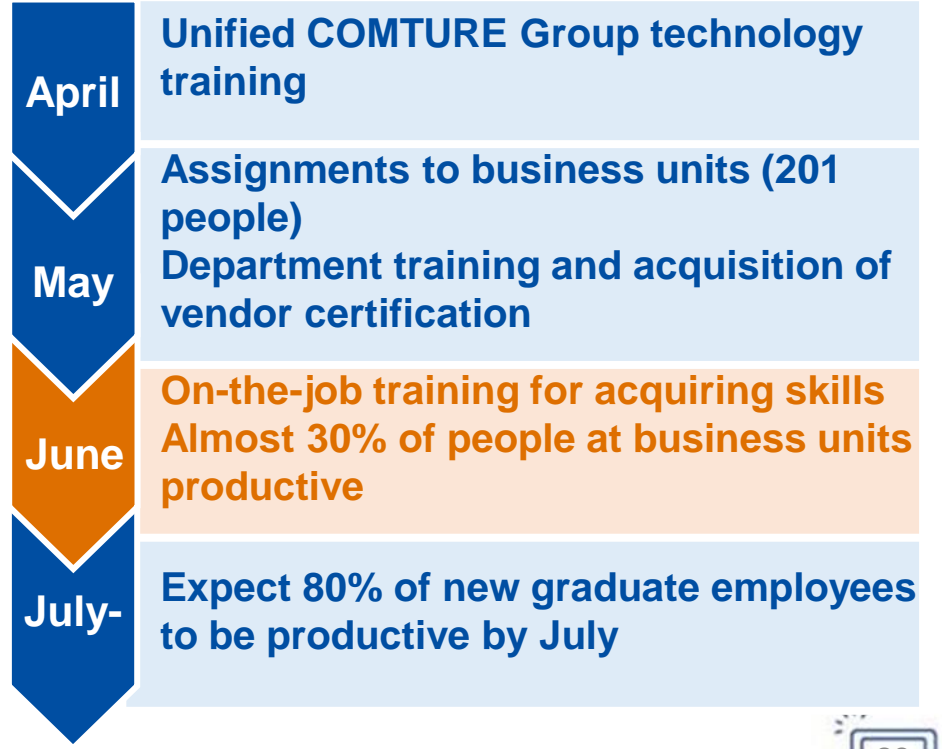 Unified COMTURE Group technology
training
April
Assignments to business units (201
people)
Department training and acquisition of
vendor certification
May
On-the-job training for acquiring skills
Almost 30% of people at business units
productive
June
Expect 80% of new graduate employees
to be productive by July
July-